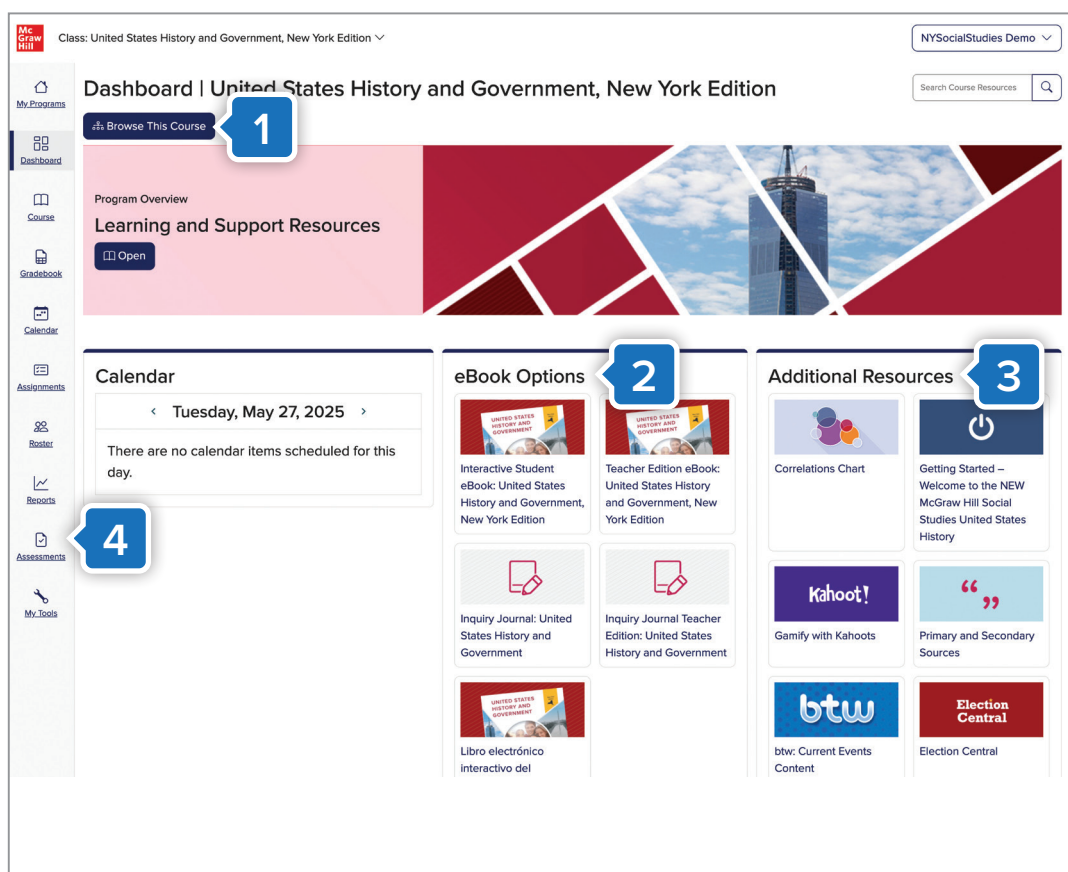 Mc
Graw
Hill
Class: United States History and Government, New York Edition
NYSocialStudies Demo
My Programs
Dashboard
Course
Gradebook
Calendar
Assignments
Roster
Reports
Assessments
My Tools
Dashboard | United States History and Government, New York Edition
Search Course Resources
Browse This Course
1
Program Overview
Learning and Support Resources
Open
Calendar
Tuesday, May 27, 2025
There are no calendar items scheduled for this
day.
4
eBook Options
2
UNITED STATES
HISTORY AND
GOVERNMENT
Interactive Student
eBook: United States
History and Government,
New York Edition
UNITED STATES
HISTORY AND
GOVERNMENT
Teacher Edition eBook:
United States History
and Government, New
York Edition
Inquiry Journal: United
States History and
Government
Inquiry Journal Teacher
Edition: United States
History and Government
UNITED STATES
HISTORY AND
GOVERNMENT
Libro electrónico
interactivo del
Additional Resources
3
Correlations Chart
Getting Started –
Welcome to the NEW
McGraw Hill Social
Studies United States
History
Kahoot!
Gamify with Kahoots
Primary and Secondary
Sources
btw
btw: Current Events
Content
Election
Central
Election Central